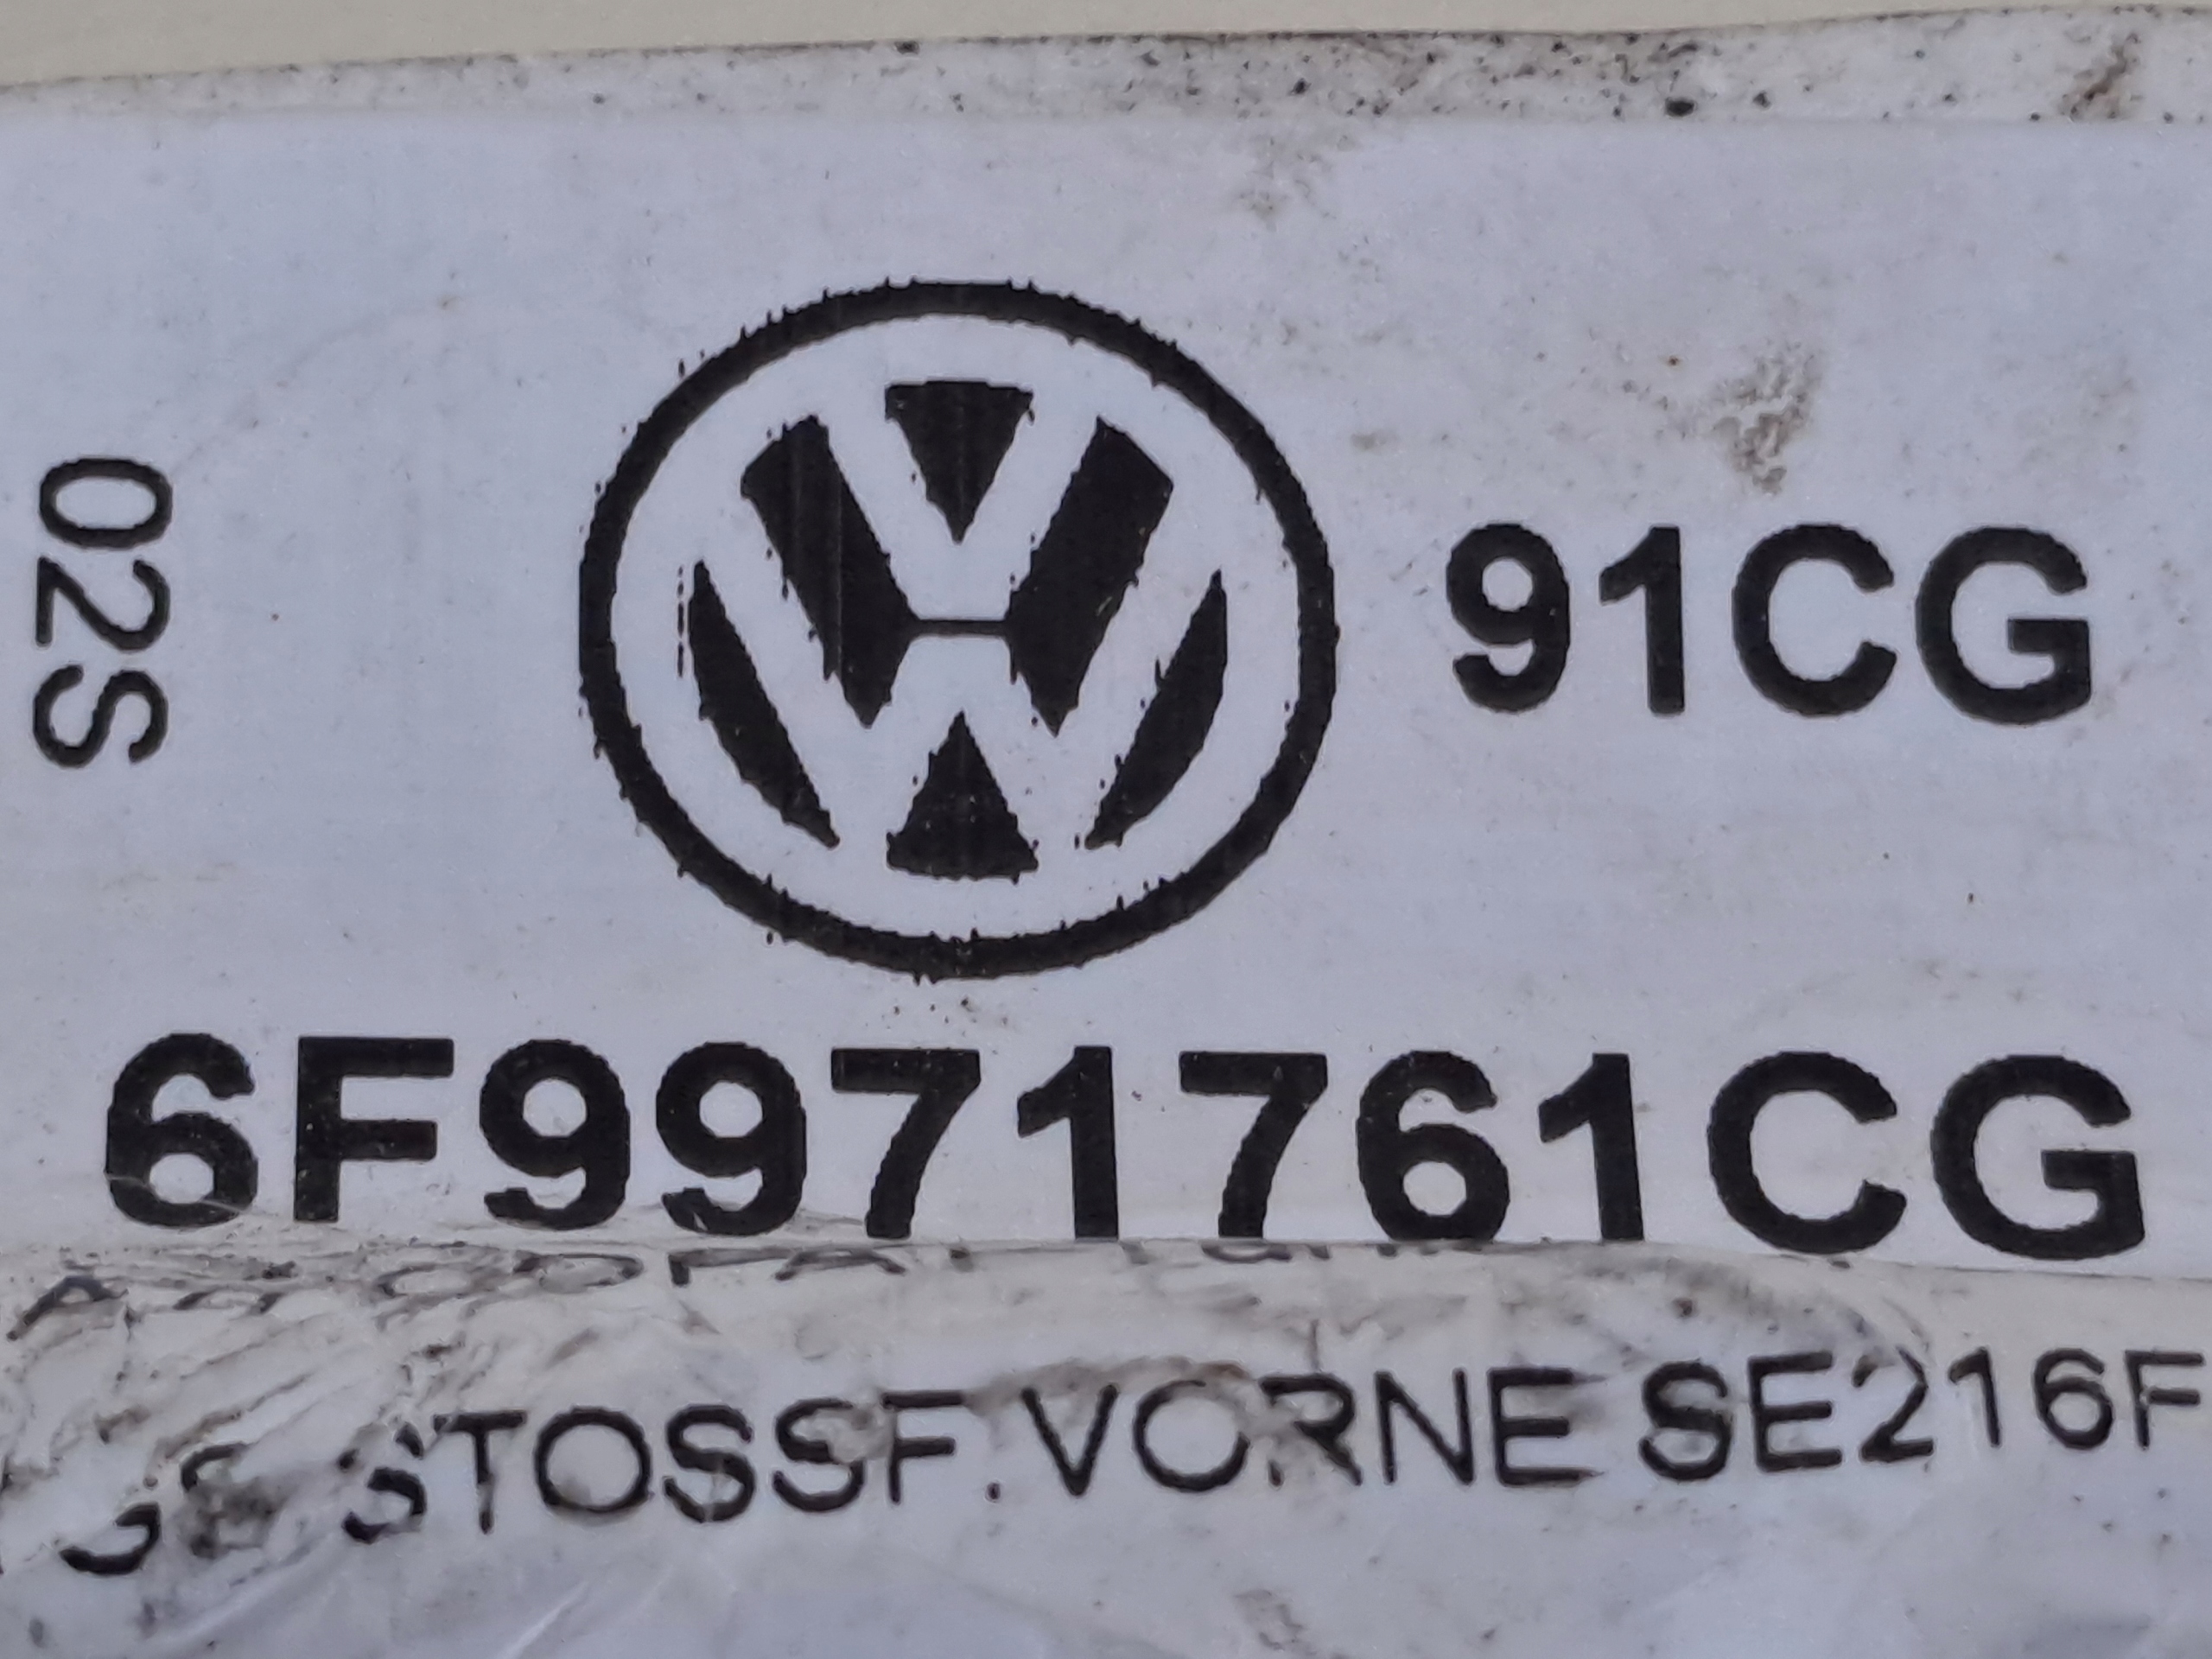 02S
91CG
6F9971761CG
STOSSF.VORNE SE216F